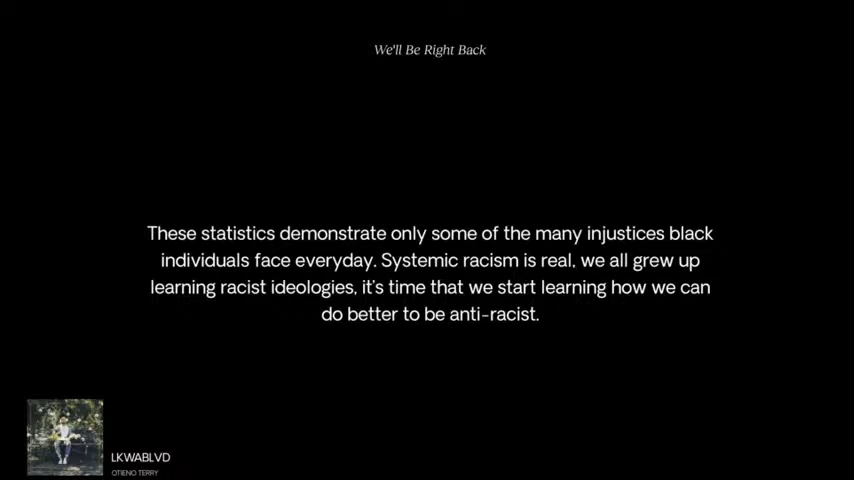 We'll Be Right Back
These statistics demonstrate only some of the many injustices black
individuals face everyday. Systemic racism is real, we all grew up
learning racist ideologies, it's time that we start learning how we can
do better to be anti-racist.
LKWABLVD
OTIENO TERRY